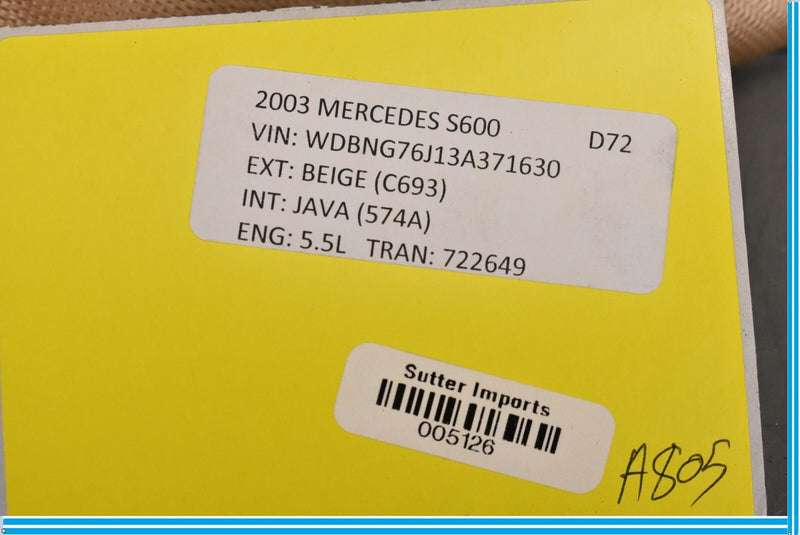 2003 MERCEDES S600 D72
VIN: WDBNG76J13A371630
EXT: BEIGE (C693)
INT: JAVA (574A)
ENG: 5.5L TRAN: 722649
Sutter Imports
005126
A805